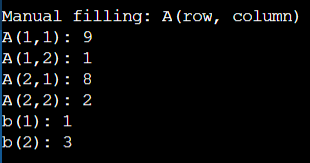 Manual filling: A(row, column)
A(1,1): 9
A(1,2): 1
A(2,1): 8
A(2,2): 2
b(1): 1
b(2): 3